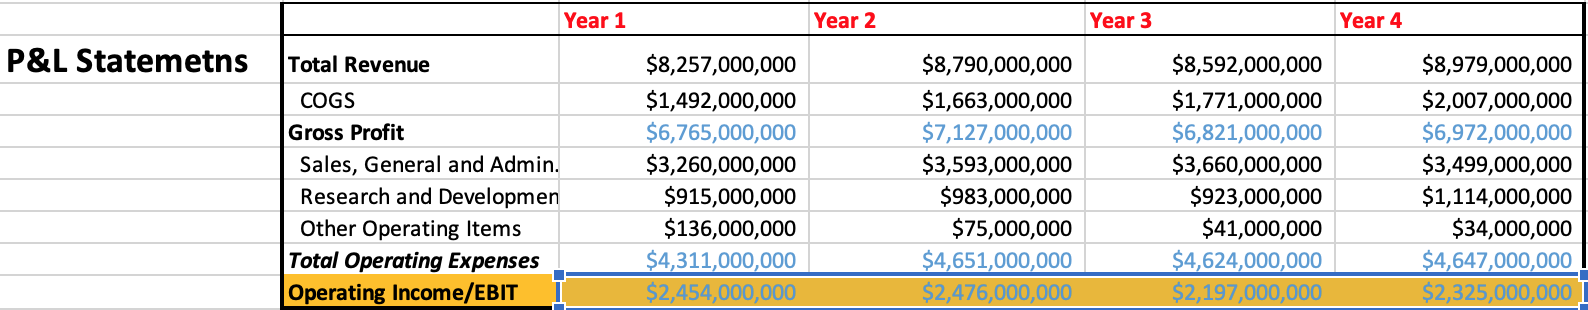 Year 1 Year 2 Year 3 Year 4
P&L Statemetns Total Revenue $8,257,000,000 $8,790,000,000 $8,592,000,000 $8,979,000,000
COGS $1,492,000,000 $1,663,000,000 $1,771,000,000 $2,007,000,000
Gross Profit $6,765,000,000 $7,127,000,000 $6,821,000,000 $6,972,000,000
Sales, General and Admin. $3,260,000,000 $3,593,000,000 $3,660,000,000 $3,499,000,000
Research and Developmen $915,000,000 $983,000,000 $923,000,000 $1,114,000,000
Other Operating Items $136,000,000 $75,000,000 $41,000,000 $34,000,000
Total Operating Expenses $4,311,000,000 $4,651,000,000 $4,624,000,000 $4,647,000,000
Operating Income/EBIT $2,454,000,000 $2,476,000,000 $2,197,000,000 $2,325,000,000